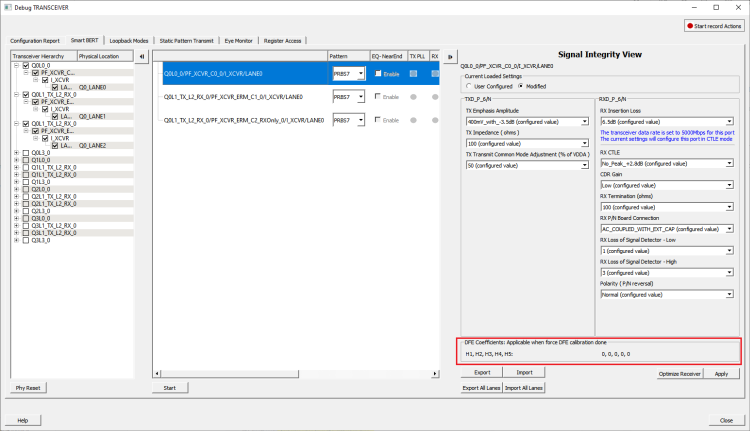 Debug TRANSCEIVER
Start record Actions
Configuration Report
Smart BERT
Loopback Modes
Static Pattern Transmit
Eye Monitor
Register Access
Transceiver Hierarchy
Physical Location
Q0L0_0
PF_XCVR_C...
I_XCVR
LA... Q0_LANE0
Q0L1_TX_L2_RX_0
PF_XCVR_E...
I_XCVR
LA... Q0_LANE1
Q0L1_TX_L2_RX_0
PF_XCVR_E...
I_XCVR
LA... Q0_LANE2
Q0L3_0
Q1L0_0
Q1L1_TX_L2_RX_0
Q1L1_TX_L2_RX_0
Q1L3_0
Q2L0_0
Q2L1_TX_L2_RX_0
Q2L1_TX_L2_RX_0
Q2L3_0
Q3L0_0
Q3L1_TX_L2_RX_0
Q3L1_TX_L2_RX_0
Q3L3_0
Phy Reset
Pattern
EQ- NearEnd
TX PLL
RX
Q0L0_0/PF_XCVR_C0_0/I_XCVR/LANE0 PRBS7 Enable
Q0L1_TX_L2_RX_0/PF_XCVR_ERM_C1_0/I_XCVR/LANE0 PRBS7 Enable
Q0L1_TX_L2_RX_0/PF_XCVR_ERM_C2_RXOnly_0/I_XCVR/LANE0 PRBS7 Enable
Start
Signal Integrity View
Q0L0_0/PF_XCVR_C0_0/I_XCVR/LANE0
Current Loaded Settings
User Configured
Modified
TXD_P_6/N
TX Emphasis Amplitude
400mV_with_-3.5dB (configured value)
TX Impedance ( ohms )
100 (configured value)
TX Transmit Common Mode Adjustment (% of VDDA )
50 (configured value)
RXD_P_6/N
RX Insertion Loss
6.5dB (configured value)
The transceiver data rate is set to 5000Mbps for this port
The current settings will configure this port in CTLE mode
RX CTLE
No_Peak_+2.8dB (configured value)
CDR Gain
Low (configured value)
RX Termination (ohms)
100 (configured value)
RX P/N Board Connection
AC_COUPLED_WITH_EXT_CAP (configured value)
RX Loss of Signal Detector - Low
1 (configured value)
RX Loss of Signal Detector - High
3 (configured value)
Polarity ( P/N reversal)
Normal (configured value)
DFE Coefficients: Applicable when force DFE calibration done
H1, H2, H3, H4, H5: 0, 0, 0, 0, 0
Export
Import
Optimize Receiver
Apply
Export All Lanes
Import All Lanes
Help
Close